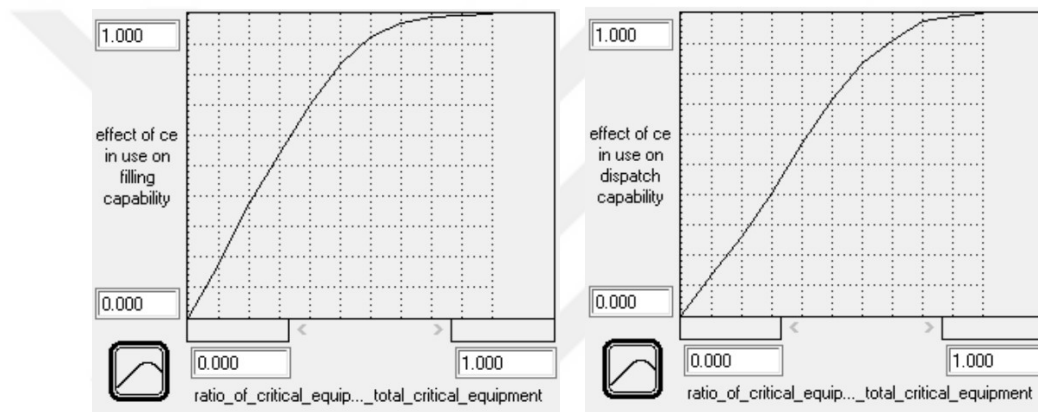 1.000
effect of ce
in use on
filling
capability
0.000
0.000
1.000
ratio_of_critical_equip..._total_critical_equipment
1.000
effect of ce
in use on
dispatch
capability
0.000
0.000
1.000
ratio_of_critical_equip..._total_critical_equipment